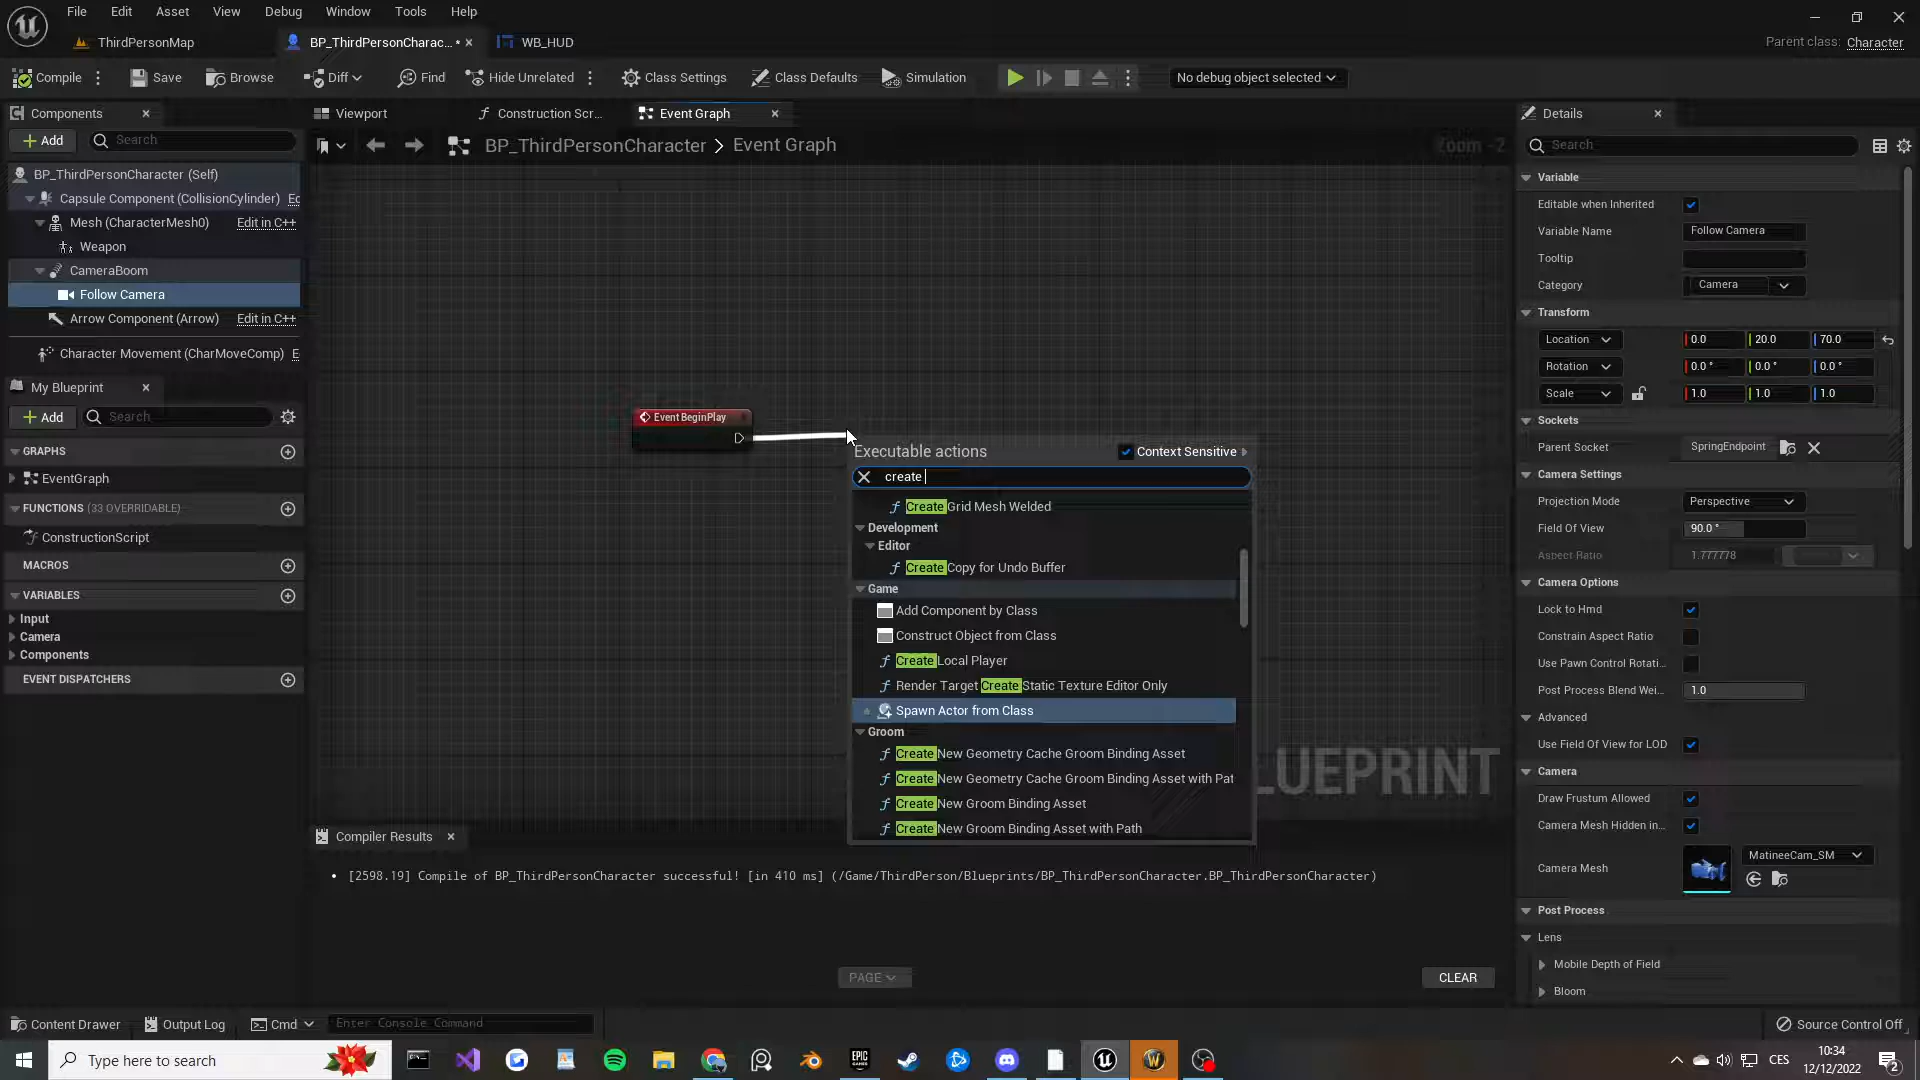 File Edit Asset View Debug Window Tools Help
ThirdPersonMap
BP_ThirdPersonCharac... *
WB_HUD
Parent class: Character
Compile
Save
Browse
Diff
Find
Hide Unrelated
Class Settings
Class Defaults
Simulation
No debug object selected
Components
Add
Search
BP_ThirdPersonCharacter (Self)
Capsule Component (CollisionCylinder)
Mesh (CharacterMesh0) Edit in C++
Weapon
CameraBoom
Follow Camera
Arrow Component (Arrow) Edit in C++
Character Movement (CharMoveComp)
My Blueprint
Add
Search
GRAPHS
EventGraph
FUNCTIONS (33 OVERRIDABLE)
ConstructionScript
MACROS
VARIABLES
Input
Camera
Components
EVENT DISPATCHERS
Viewport
Construction Scr...
Event Graph
BP_ThirdPersonCharacter > Event Graph
Zoom -2
Event BeginPlay
Executable actions
Context Sensitive
create
Create Grid Mesh Welded
Development
Editor
Create Copy for Undo Buffer
Game
Add Component by Class
Construct Object from Class
Create Local Player
Render Target Create Static Texture Editor Only
Spawn Actor from Class
Groom
Create New Geometry Cache Groom Binding Asset
Create New Geometry Cache Groom Binding Asset with Pat
Create New Groom Binding Asset
Create New Groom Binding Asset with Path
LUEPRINT
Compiler Results
[2598.19] Compile of BP_ThirdPersonCharacter successful! [in 410 ms] (/Game/ThirdPerson/Blueprints/BP_ThirdPersonCharacter.BP_ThirdPersonCharacter)
PAGE
CLEAR
Details
Search
Variable
Editable when Inherited
Variable Name Follow Camera
Tooltip
Category Camera
Transform
Location 0.0 20.0 70.0
Rotation 0.0 ° 0.0 ° 0.0 °
Scale 1.0 1.0 1.0
Sockets
Parent Socket SpringEndpoint
Camera Settings
Projection Mode Perspective
Field Of View 90.0 °
Aspect Ratio 1.777778
Camera Options
Lock to Hmd
Constrain Aspect Ratio
Use Pawn Control Rotati...
Post Process Blend Wei... 1.0
Advanced
Use Field Of View for LOD
Camera
Draw Frustum Allowed
Camera Mesh Hidden in...
Camera Mesh MatineeCam_SM
Post Process
Lens
Mobile Depth of Field
Bloom
Content Drawer
Output Log
Cmd
Enter Console Command
Source Control Off
Type here to search
CES
10:34
12/12/2022
2